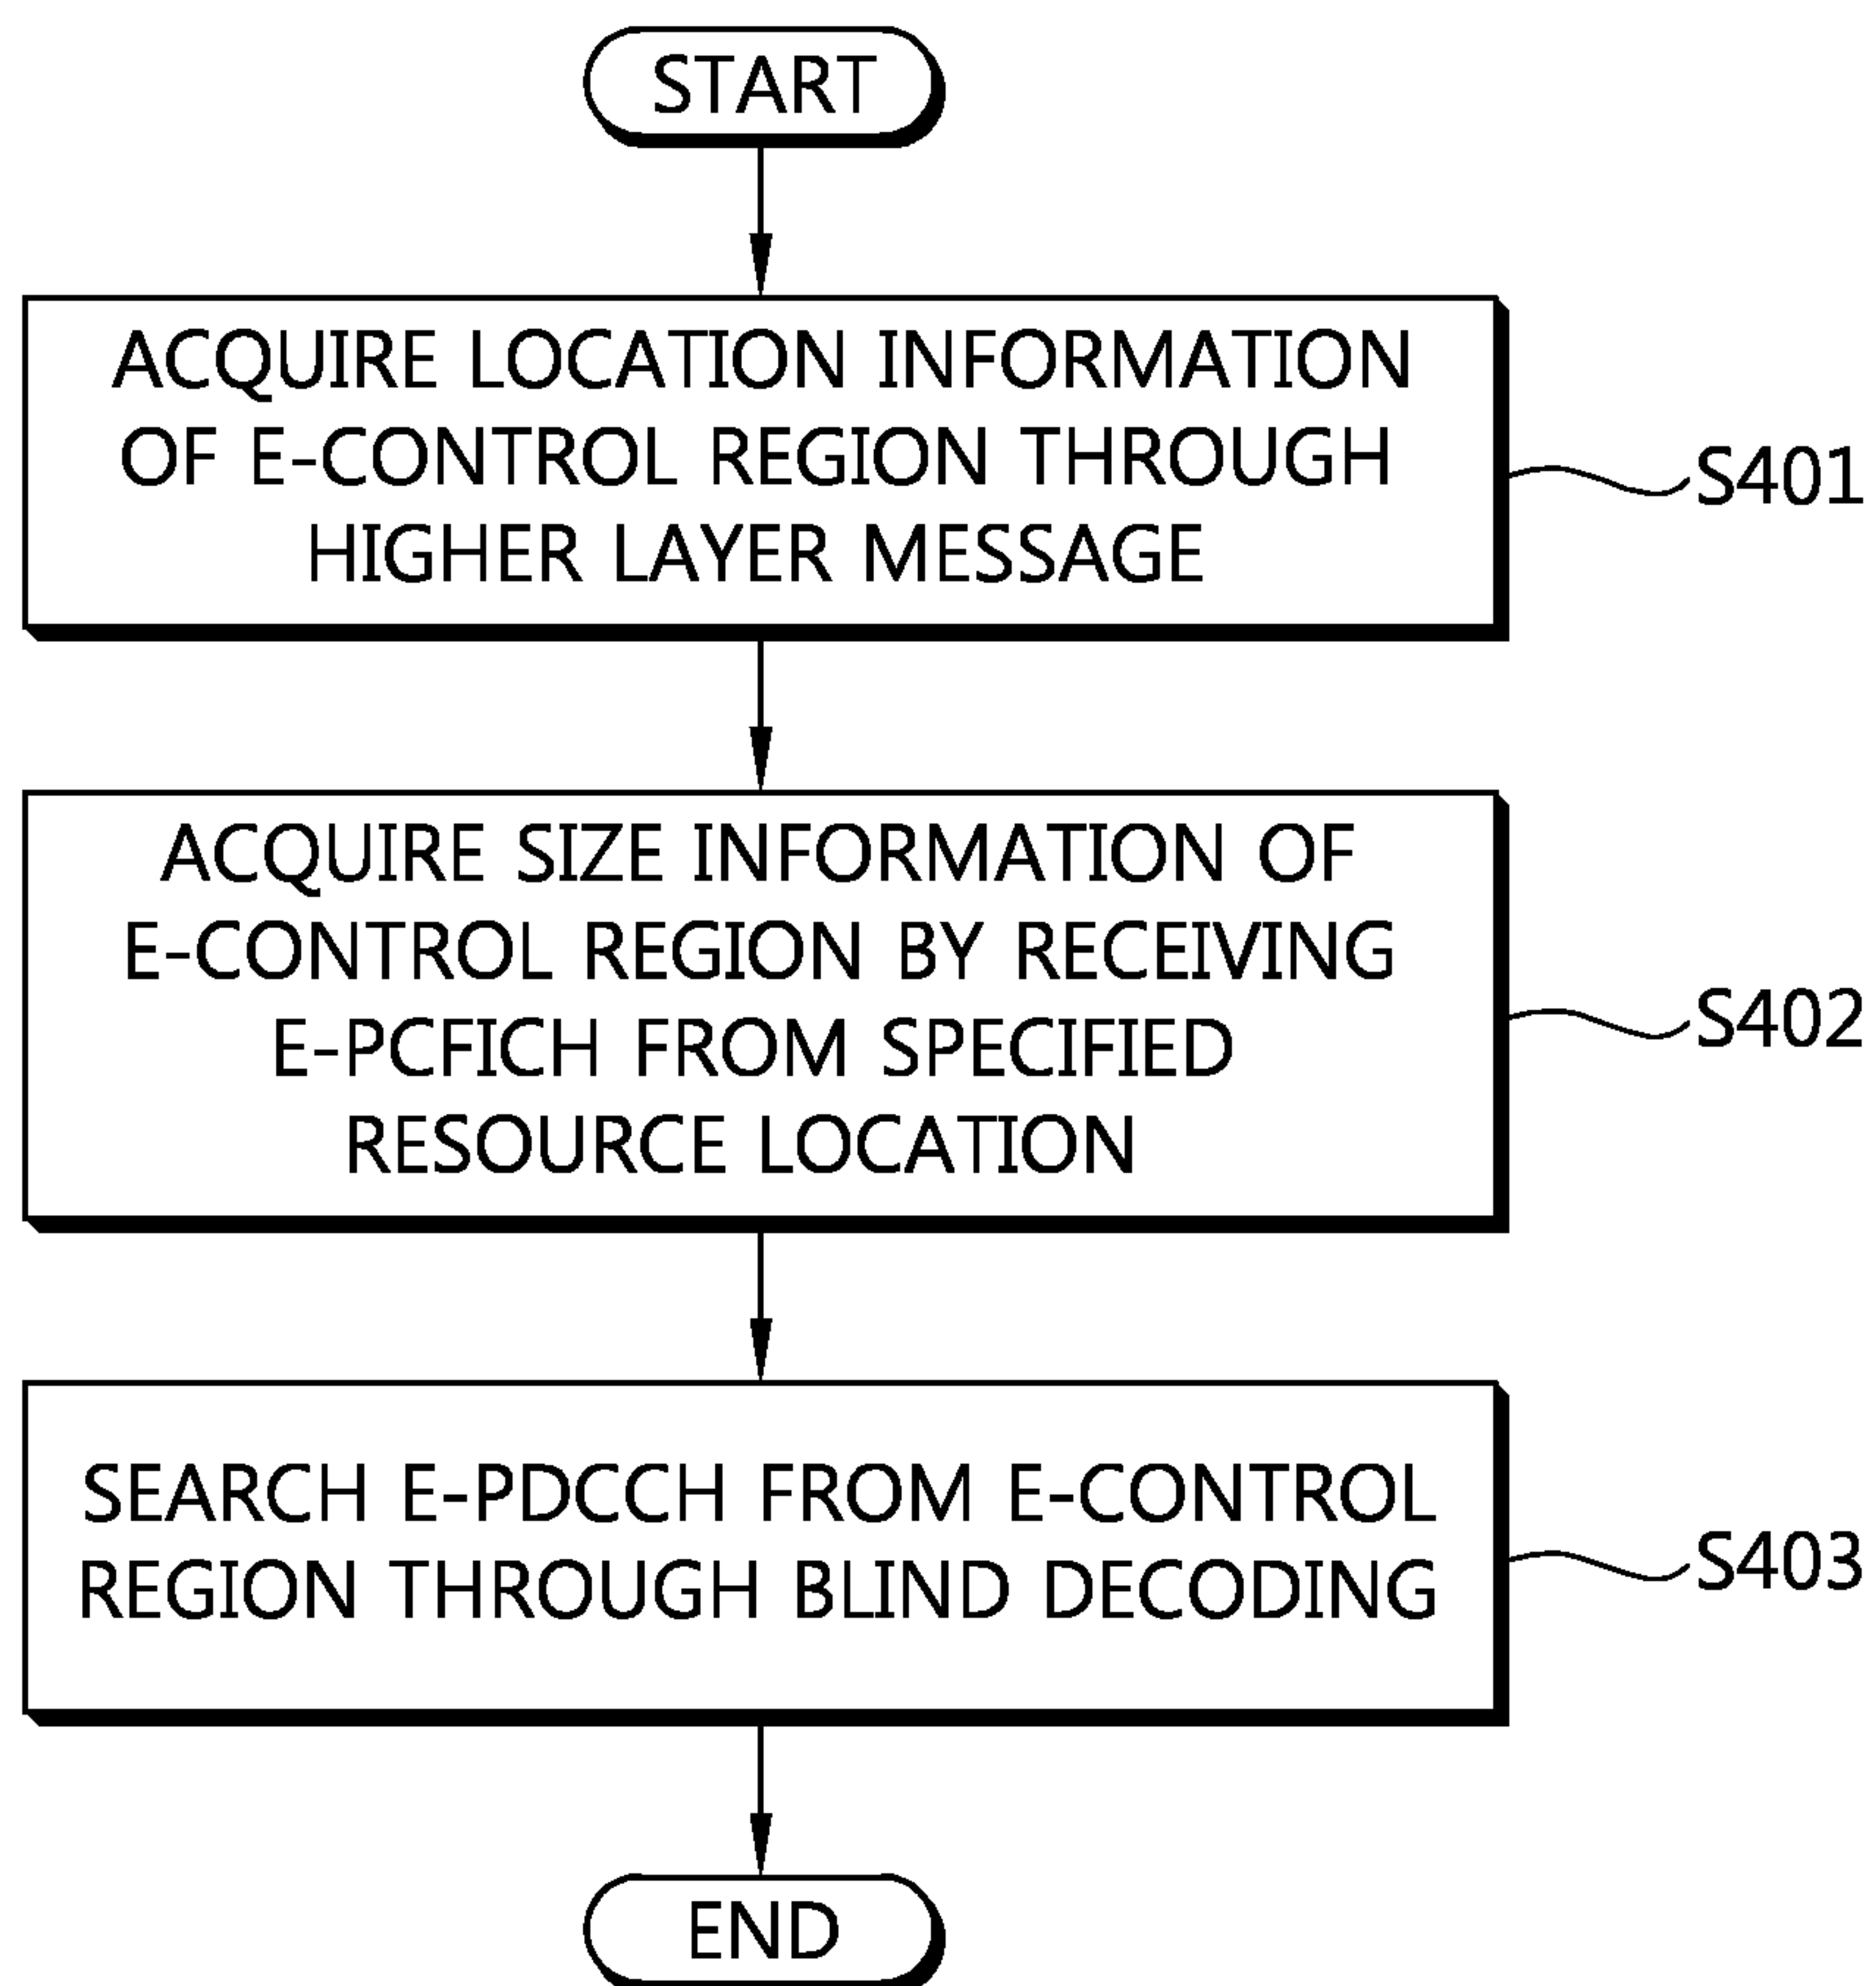 START
ACQUIRE LOCATION INFORMATION
OF E-CONTROL REGION THROUGH
HIGHER LAYER MESSAGE
S401
ACQUIRE SIZE INFORMATION OF
E-CONTROL REGION BY RECEIVING
E-PCFICH FROM SPECIFIED
RESOURCE LOCATION
S402
SEARCH E-PDCCH FROM E-CONTROL
REGION THROUGH BLIND DECODING
S403
END